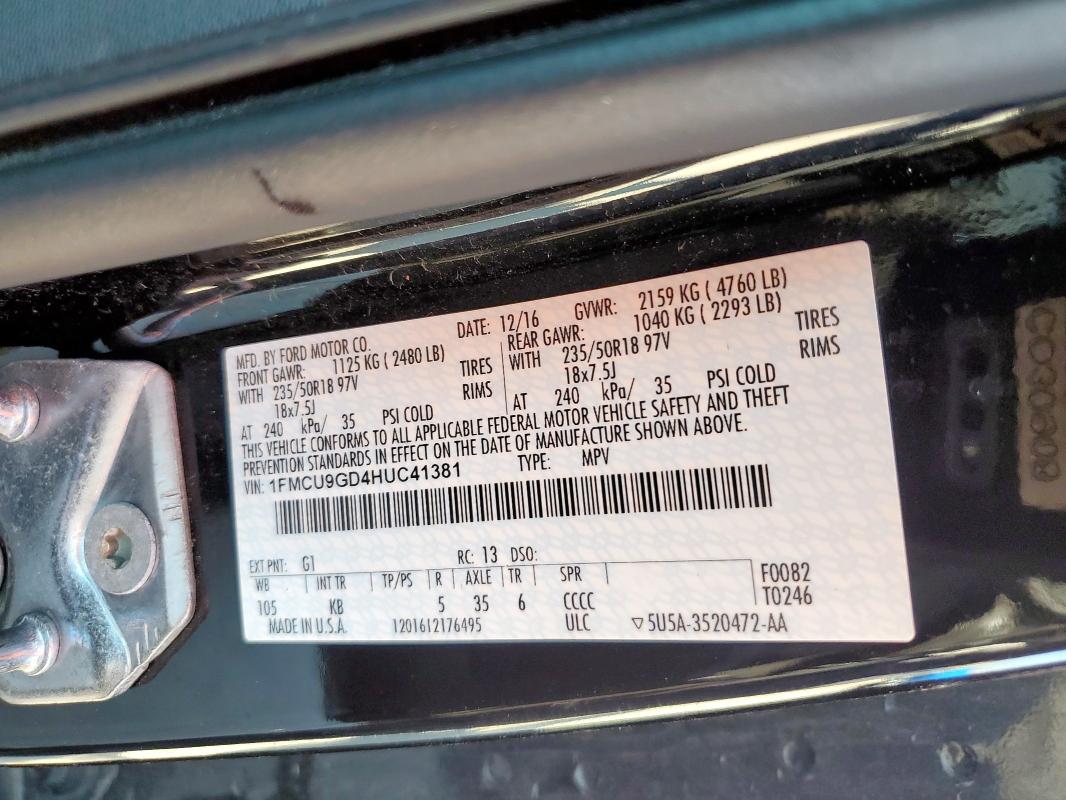 MFD. BY FORD MOTOR CO. DATE: 12/16 GVWR: 2159 KG ( 4760 LB)
FRONT GAWR: 1125 KG ( 2480 LB) REAR GAWR: 1040 KG ( 2293 LB)
WITH 235/50R18 97V TIRES WITH 235/50R18 97V TIRES
18x7.5J RIMS 18x7.5J RIMS
AT 240 kPa/ 35 PSI COLD AT 240 kPa/ 35 PSI COLD
THIS VEHICLE CONFORMS TO ALL APPLICABLE FEDERAL MOTOR VEHICLE SAFETY AND THEFT
PREVENTION STANDARDS IN EFFECT ON THE DATE OF MANUFACTURE SHOWN ABOVE.
VIN: 1FMCU9GD4HUC41381 TYPE: MPV
EXT PNT: G1 RC: 13 DSO:
WB INT TR TP/PS R AXLE TR SPR F0082
105 KB 5 35 6 CCCC T0246
MADE IN U.S.A. 1201612176495 ULC ▽5U5A-3520472-AA